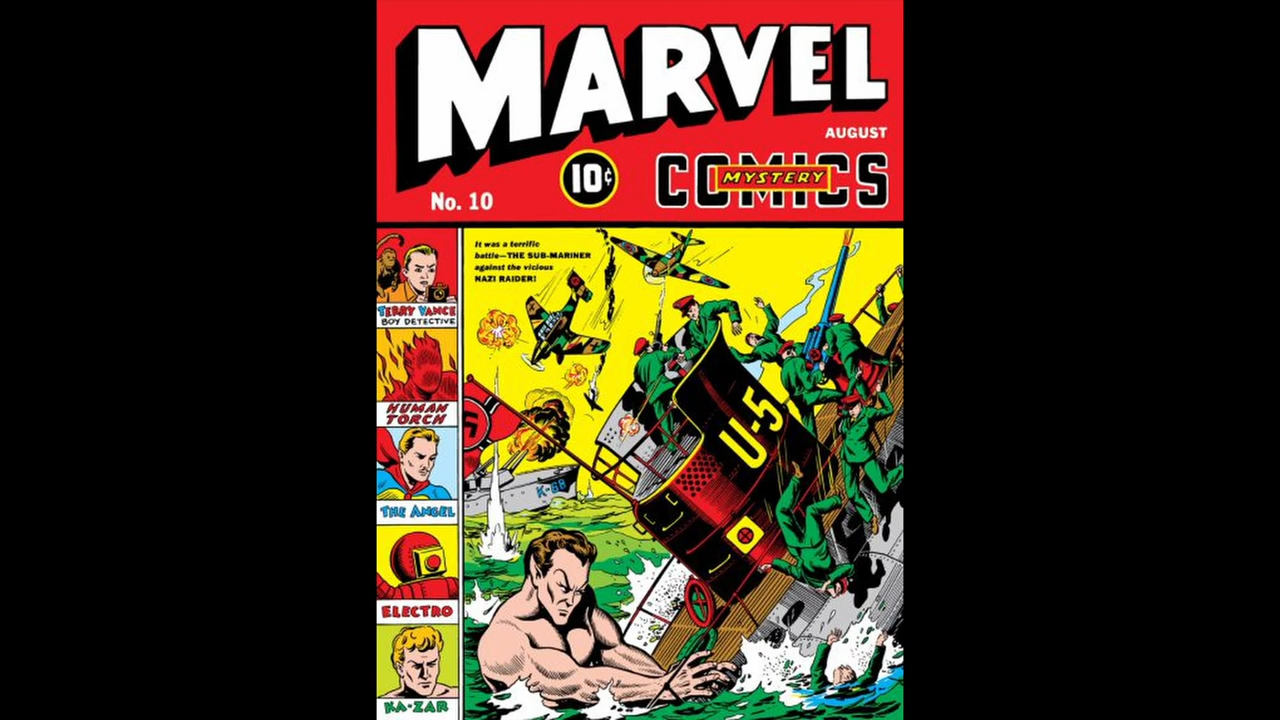 MARVEL
AUGUST
COMICS
MYSTERY
10¢
No. 10
It was a terrific
battle—THE SUB-MARINER
against the vicious
NAZI RAIDER!
TERRY VANCE
BOY DETECTIVE
HUMAN
TORCH
THE ANGEL
ELECTRO
KA-ZAR
U-5
K-68